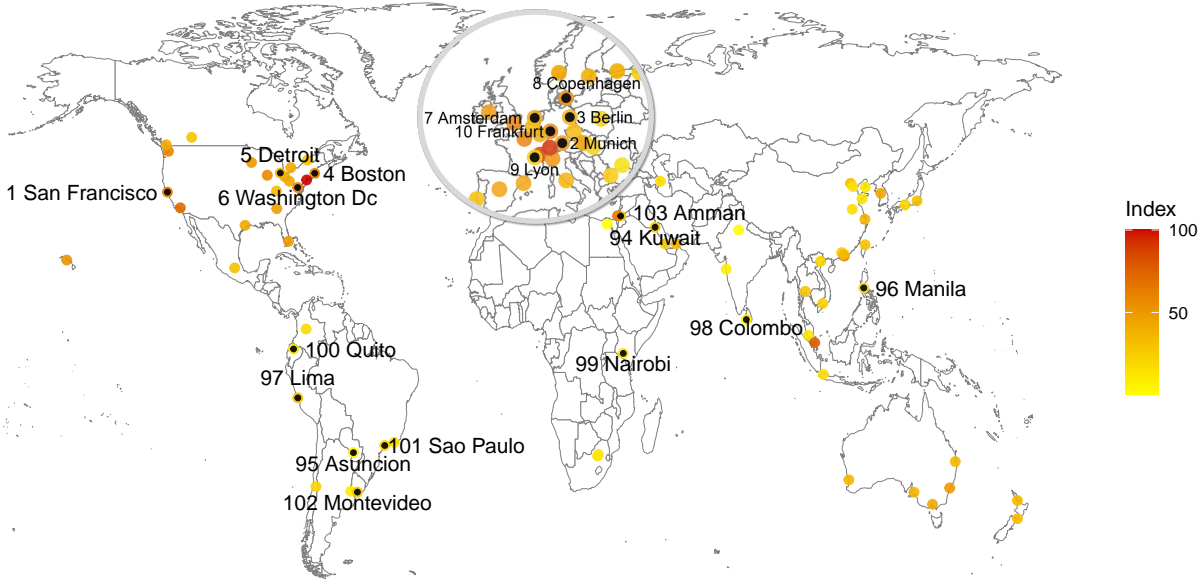 8 Copenhagen
7 Amsterdam
3 Berlin
10 Frankfurt
2 Munich
9 Lyon
5 Detroit
4 Boston
1 San Francisco
6 Washington Dc
103 Amman
94 Kuwait
Index
100
50
96 Manila
98 Colombo
100 Quito
99 Nairobi
97 Lima
101 Sao Paulo
95 Asuncion
102 Montevideo